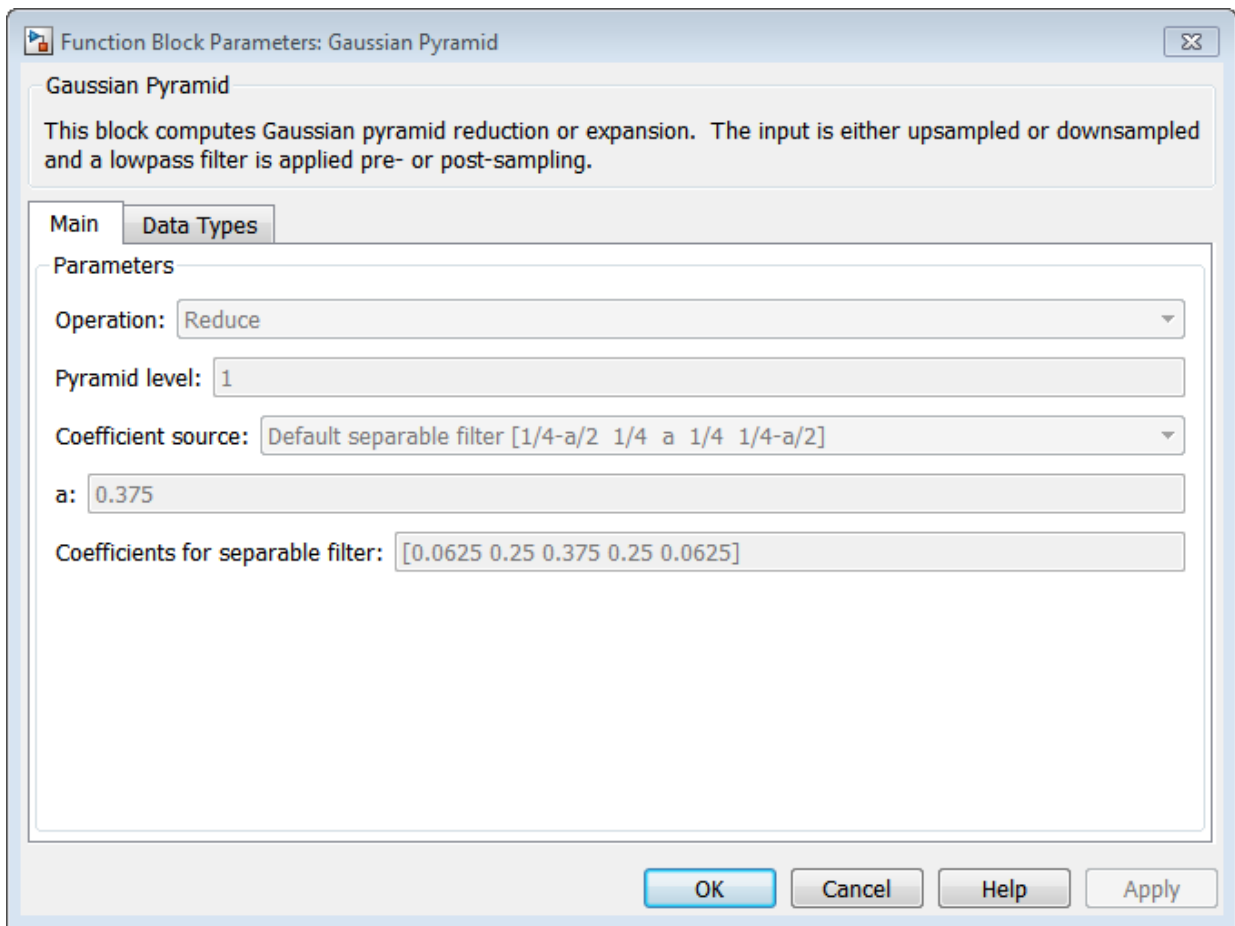 Function Block Parameters: Gaussian Pyramid
Gaussian Pyramid
This block computes Gaussian pyramid reduction or expansion.  The input is either upsampled or downsampled
and a lowpass filter is applied pre- or post-sampling.
Main Data Types
Parameters
Operation: Reduce
Pyramid level: 1
Coefficient source: Default separable filter [1/4-a/2  1/4  a  1/4  1/4-a/2]
a: 0.375
Coefficients for separable filter: [0.0625 0.25 0.375 0.25 0.0625]
OK Cancel Help Apply